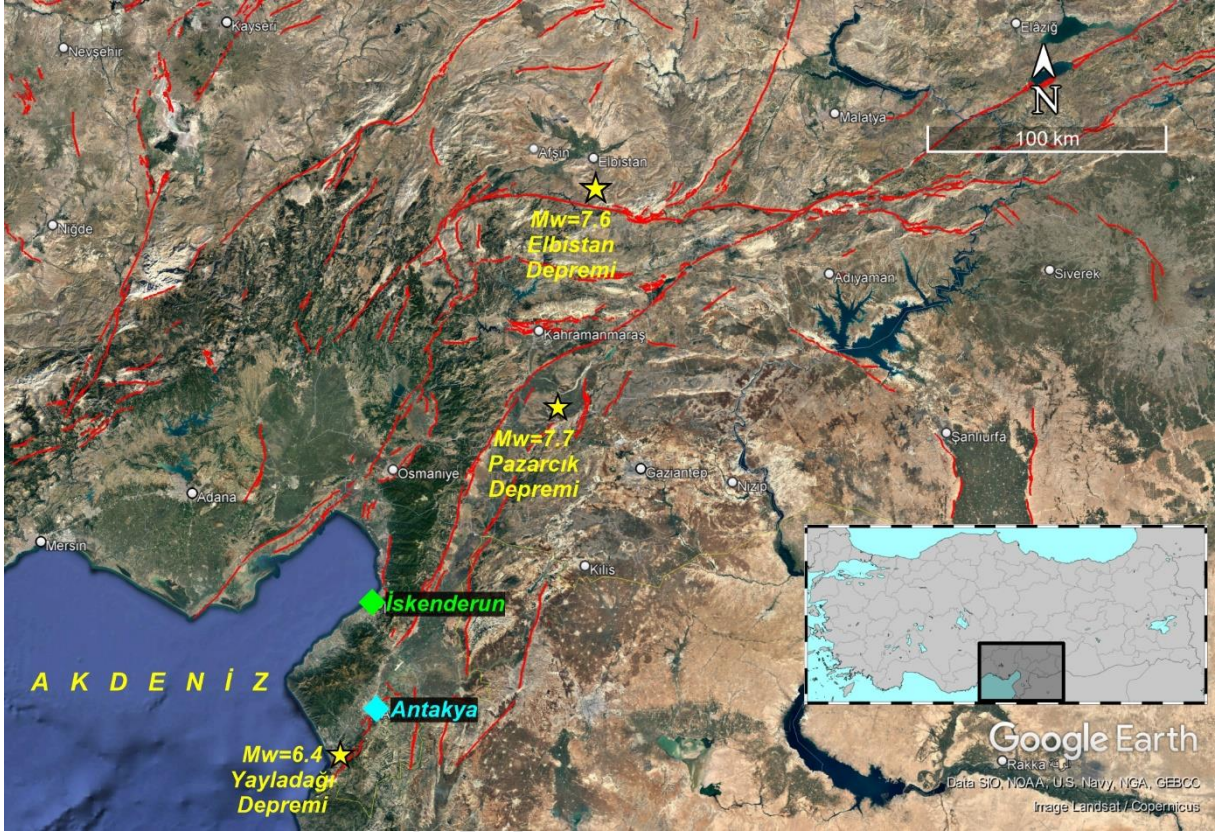 Kayseri
Nevşehir
Elazığ
N
100 km
Malatya
Afşin
Elbistan
Mw=7.6
Elbistan
Depremi
Niğde
Adıyaman
Siverek
Kahramanmaraş
Mw=7.7
Pazarcık
Depremi
Şanlıurfa
Osmaniye
Gaziantep
Nizip
Adana
Mersin
Kilis
İskenderun
AKDENİZ
Antakya
Mw=6.4
Yayladağı
Depremi
Google Earth
Rakka
Data SIO, NOAA, U.S. Navy, NGA, GEBCO
Image Landsat / Copernicus